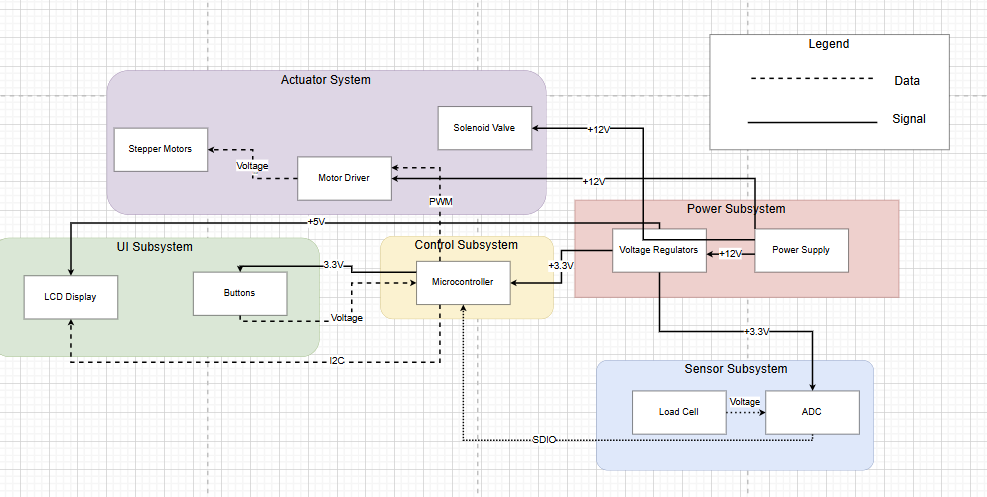 Legend
Data
Signal
Actuator System
Solenoid Valve
+12V
Stepper Motors
Voltage
Motor Driver
+12V
PWM
Power Subsystem
+5V
UI Subsystem
Control Subsystem
Voltage Regulators
+12V
Power Supply
3.3V
+3.3V
LCD Display
Buttons
Microcontroller
Voltage
I2C
+3.3V
Sensor Subsystem
Load Cell
Voltage
ADC
SDIO